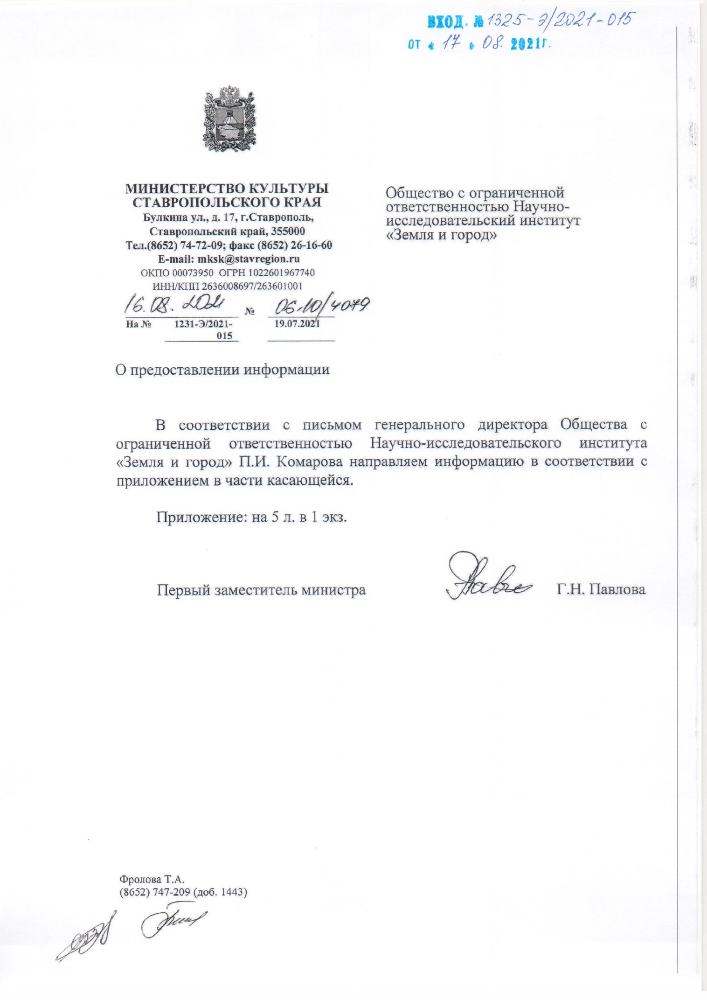 ВХОД. № 1325-Э/2021-015
ОТ « 17 » 08. 2021г.
МИНИСТЕРСТВО КУЛЬТУРЫ
СТАВРОПОЛЬСКОГО КРАЯ
Булкина ул., д. 17, г.Ставрополь,
Ставропольский край, 355000
Тел.(8652) 74-72-09; факс (8652) 26-16-60
E-mail: mksk@stavregion.ru
ОКПО 00073950 ОГРН 1022601967740
ИНН/КПП 2636008697/263601001
16.08.2021 № 06-10/4079
На № 1231-Э/2021- 19.07.2021
015
Общество с ограниченной
ответственностью Научно-
исследовательский институт
«Земля и город»
О предоставлении информации
В соответствии с письмом генерального директора Общества с
ограниченной ответственностью Научно-исследовательского института
«Земля и город» П.И. Комарова направляем информацию в соответствии с
приложением в части касающейся.
Приложение: на 5 л. в 1 экз.
Первый заместитель министра Г.Н. Павлова
Фролова Т.А.
(8652) 747-209 (доб. 1443)